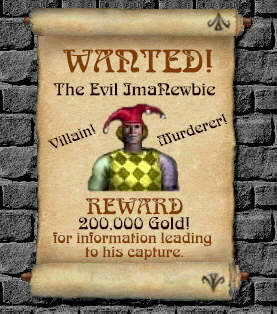 WANTED!
The Evil ImaNewbie
Villain!
Murderer!
REWARD
200,000 Gold!
for information leading
to his capture.